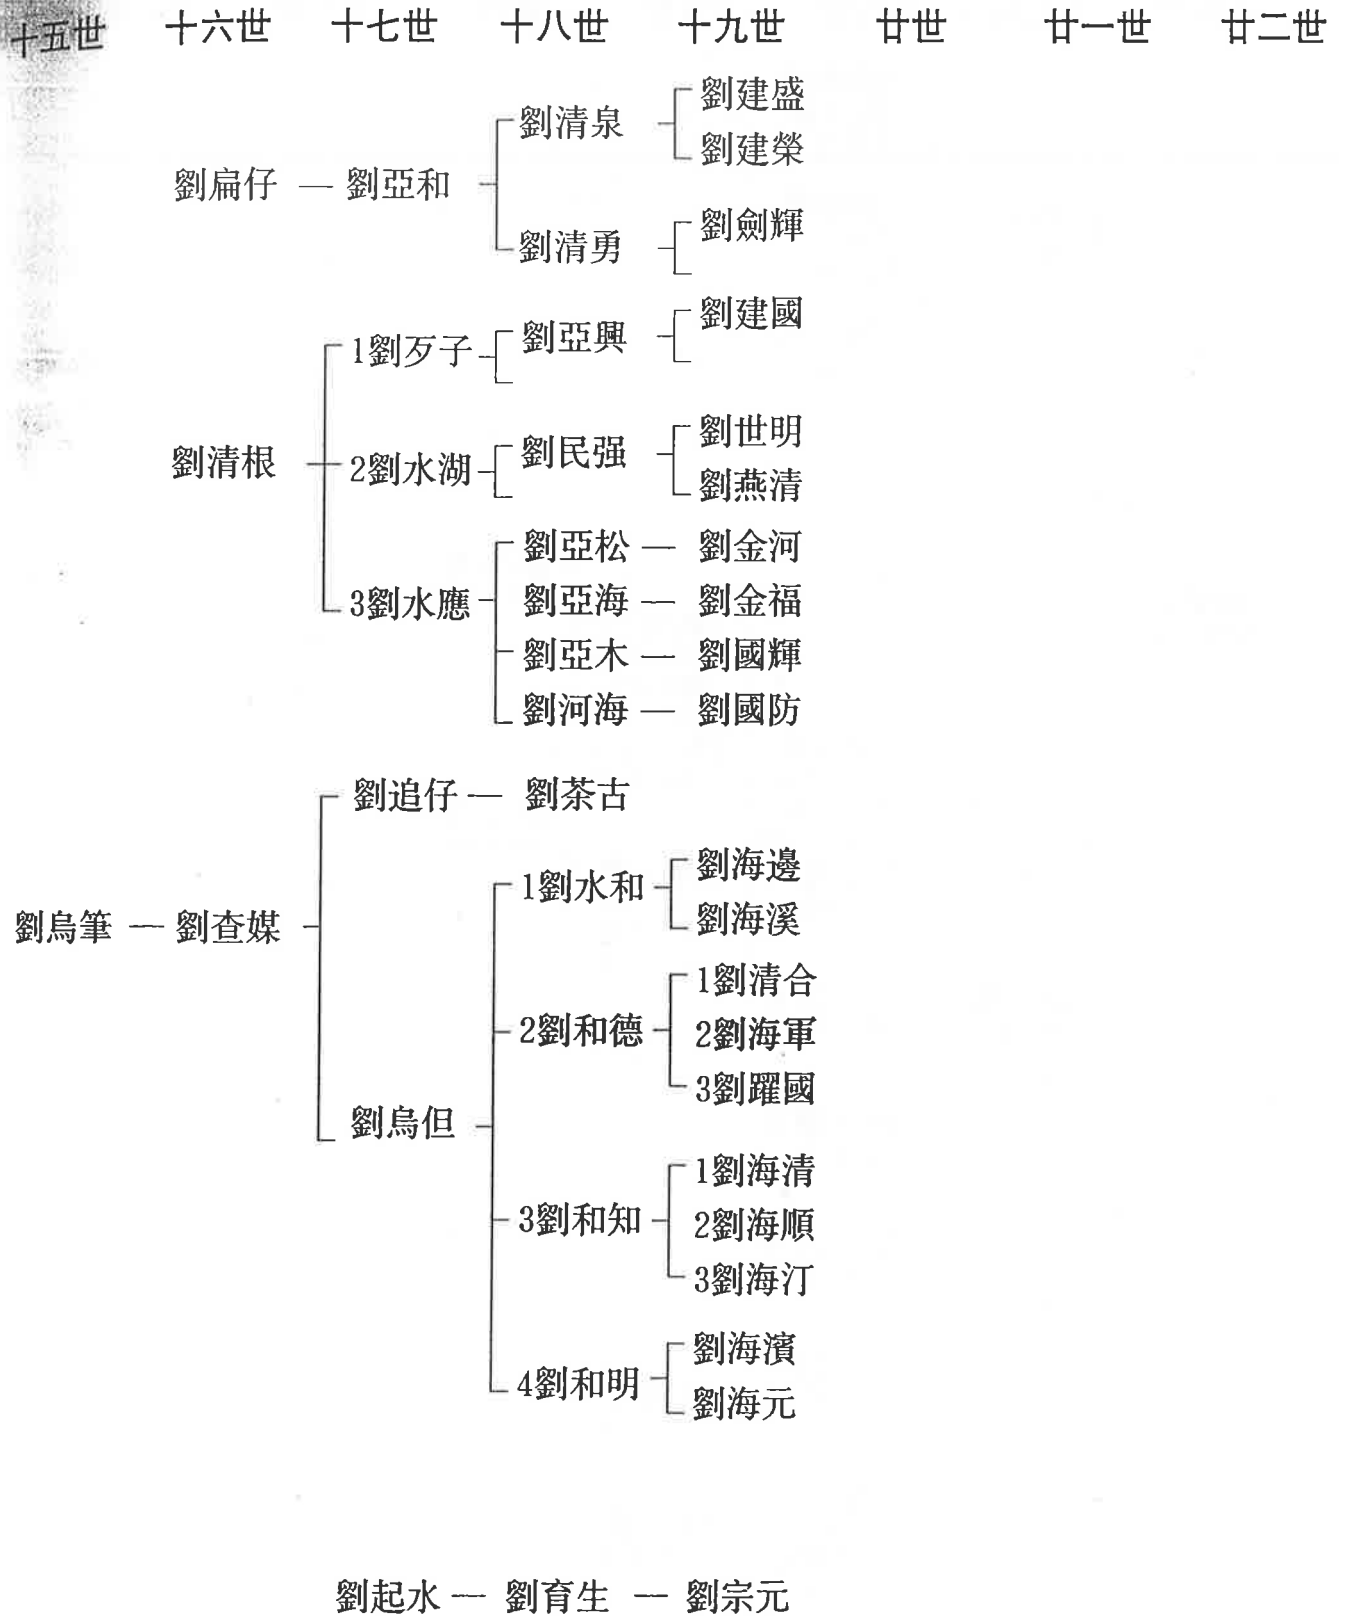 十五世 十六世 十七世 十八世 十九世 廿世 廿一世 廿二世
劉建盛
劉清泉
劉建榮
劉扁仔 — 劉亞和
劉劍輝
劉清勇
劉建國
1劉歹子 劉亞興
劉世明
劉清根 2劉水湖 劉民强
劉燕清
劉亞松 — 劉金河
3劉水應 劉亞海 — 劉金福
劉亞木 — 劉國輝
劉河海 — 劉國防
劉追仔 — 劉茶古
劉海邊
1劉水和
劉海溪
劉烏筆 — 劉查媒
1劉清合
2劉和德 2劉海軍
3劉躍國
劉烏但
1劉海清
3劉和知 2劉海順
3劉海汀
劉海濱
4劉和明
劉海元
劉起水 — 劉育生 — 劉宗元